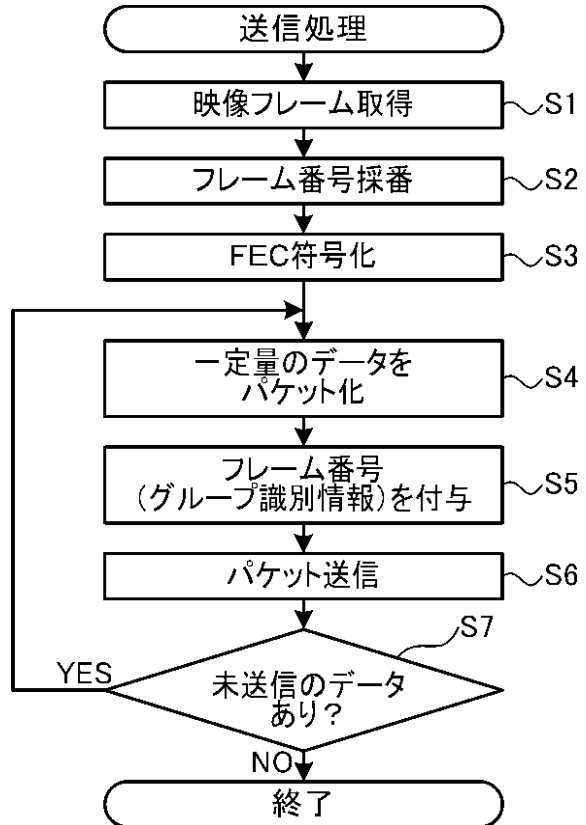 送信処理
映像フレーム取得
S1
フレーム番号採番
S2
FEC符号化
S3
一定量のデータを
パケット化
S4
フレーム番号
(グループ識別情報)を付与
S5
パケット送信
S6
S7
YES
未送信のデータ
あり?
NO
終了